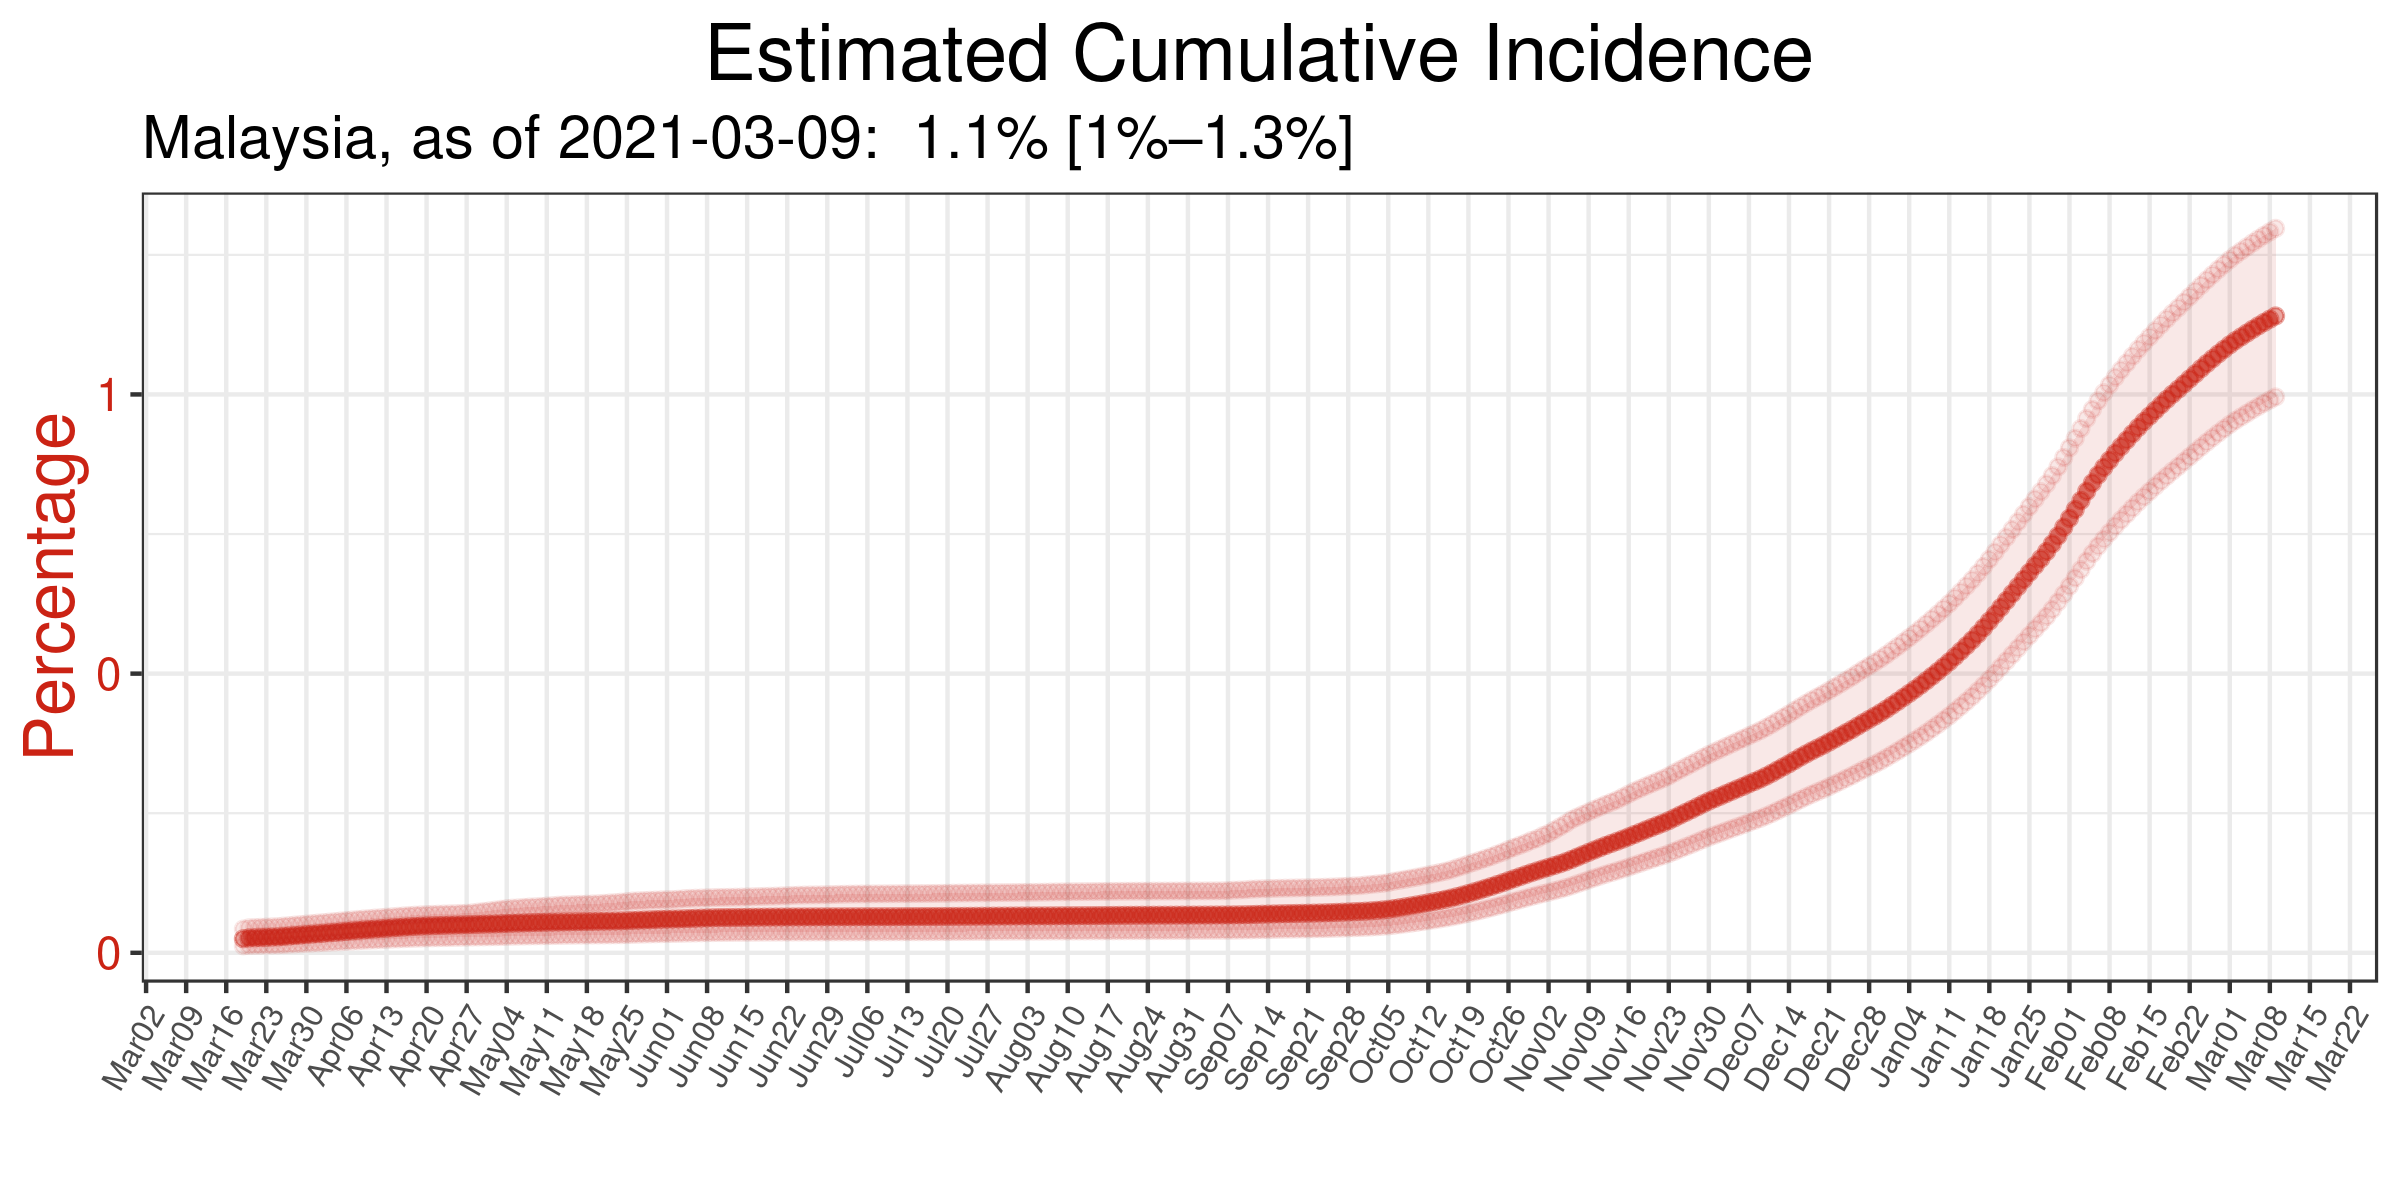 Estimated Cumulative Incidence
Malaysia, as of 2021-03-09:  1.1% [1%–1.3%]
Percentage
1
0
0
Mar02
Mar09
Mar16
Mar23
Mar30
Apr06
Apr13
Apr20
Apr27
May04
May11
May18
May25
Jun01
Jun08
Jun15
Jun22
Jun29
Jul06
Jul13
Jul20
Jul27
Aug03
Aug10
Aug17
Aug24
Aug31
Sep07
Sep14
Sep21
Sep28
Oct05
Oct12
Oct19
Oct26
Nov02
Nov09
Nov16
Nov23
Nov30
Dec07
Dec14
Dec21
Dec28
Jan04
Jan11
Jan18
Jan25
Feb01
Feb08
Feb15
Feb22
Mar01
Mar08
Mar15
Mar22